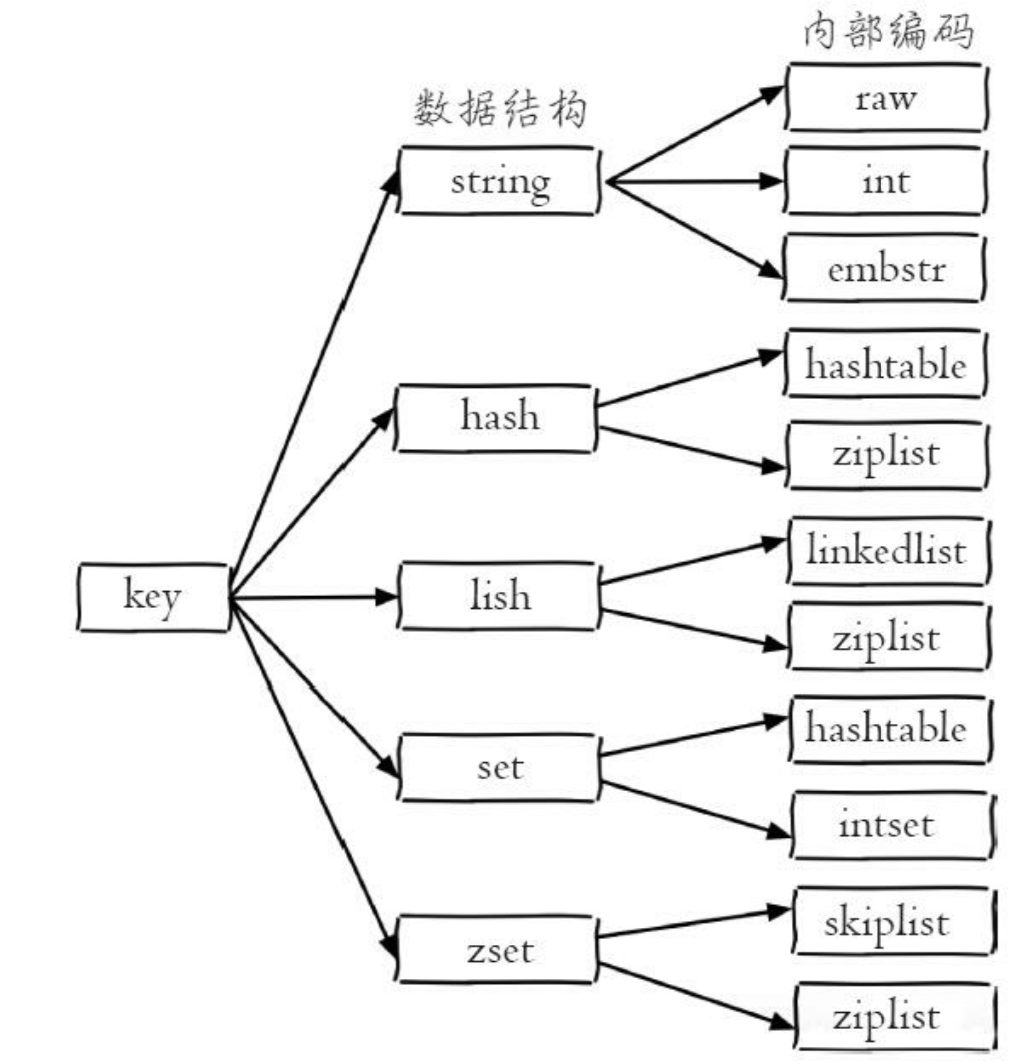 内部编码
数据结构
raw
string
int
embstr
hash
hashtable
ziplist
key
lish
linkedlist
ziplist
set
hashtable
intset
zset
skiplist
ziplist